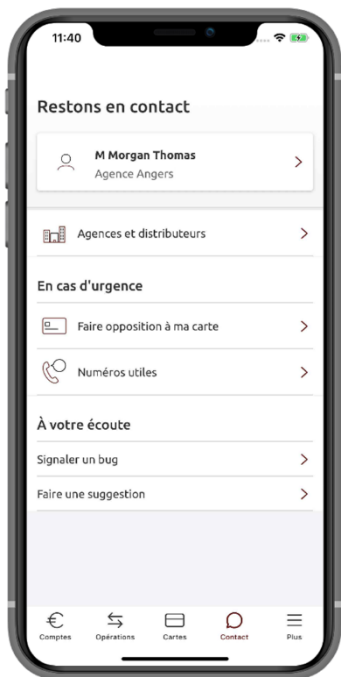 11:40
Restons en contact
M Morgan Thomas
Agence Angers
Agences et distributeurs
En cas d'urgence
Faire opposition à ma carte
Numéros utiles
À votre écoute
Signaler un bug
Faire une suggestion
Comptes Opérations Cartes Contact Plus